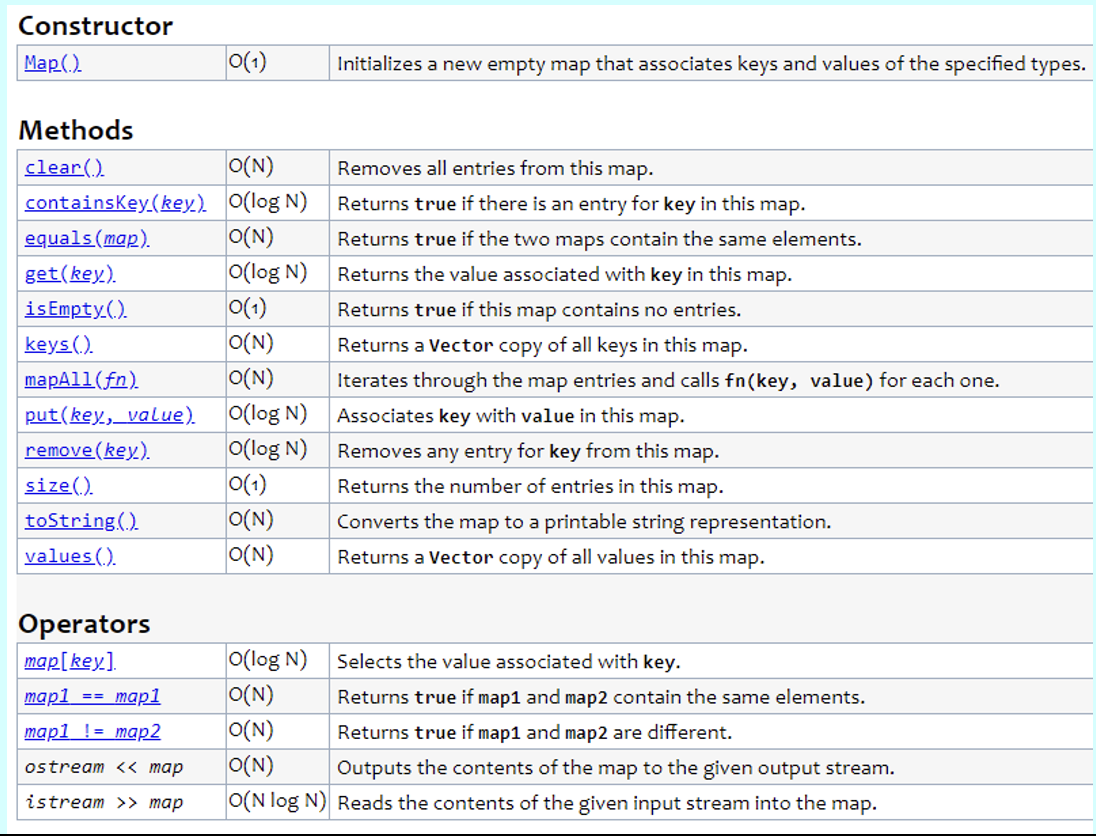 Constructor
Map() O(1) Initializes a new empty map that associates keys and values of the specified types.
Methods
clear() O(N) Removes all entries from this map.
containsKey(key) O(log N) Returns true if there is an entry for key in this map.
equals(map) O(N) Returns true if the two maps contain the same elements.
get(key) O(log N) Returns the value associated with key in this map.
isEmpty() O(1) Returns true if this map contains no entries.
keys() O(N) Returns a Vector copy of all keys in this map.
mapAll(fn) O(N) Iterates through the map entries and calls fn(key, value) for each one.
put(key, value) O(log N) Associates key with value in this map.
remove(key) O(log N) Removes any entry for key from this map.
size() O(1) Returns the number of entries in this map.
toString() O(N) Converts the map to a printable string representation.
values() O(N) Returns a Vector copy of all values in this map.
Operators
map[key] O(log N) Selects the value associated with key.
map1 == map1 O(N) Returns true if map1 and map2 contain the same elements.
map1 != map2 O(N) Returns true if map1 and map2 are different.
ostream << map O(N) Outputs the contents of the map to the given output stream.
istream >> map O(N log N) Reads the contents of the given input stream into the map.